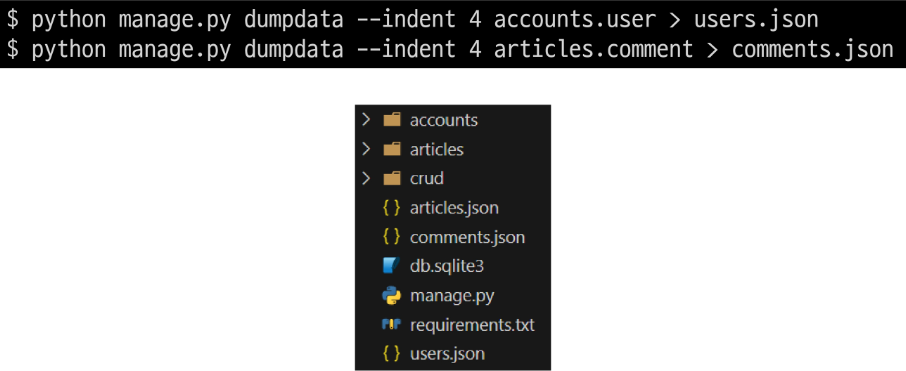 $ python manage.py dumpdata --indent 4 accounts.user > users.json
$ python manage.py dumpdata --indent 4 articles.comment > comments.json
accounts
articles
crud
articles.json
comments.json
db.sqlite3
manage.py
requirements.txt
users.json